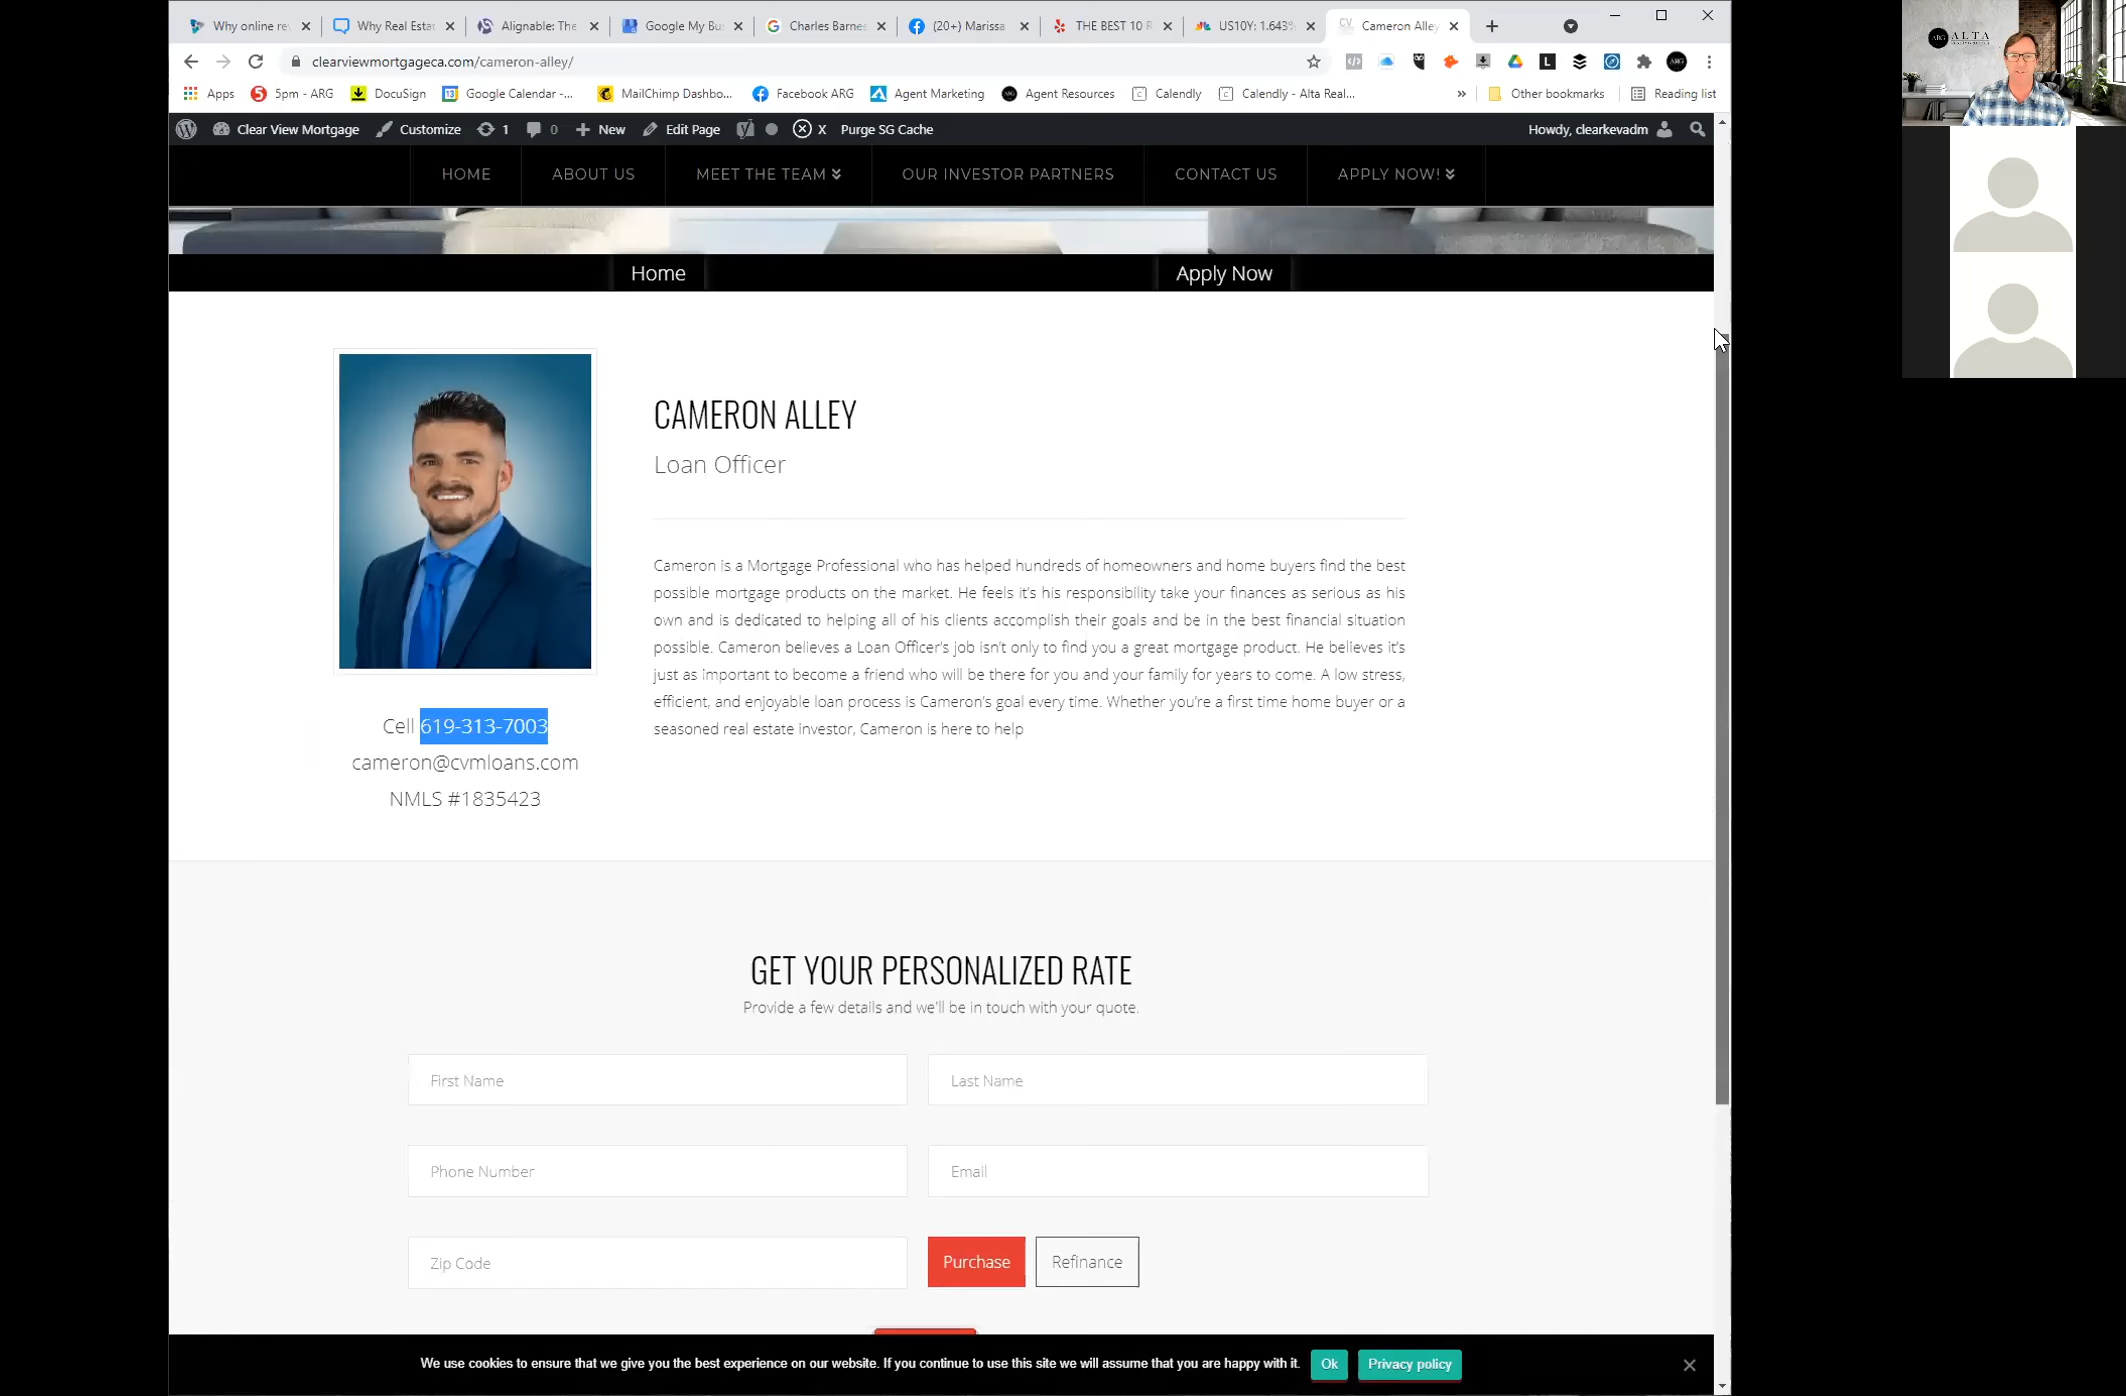 Why online re
Why Real Esta
Alignable: The
Google My Bu
Charles Barnes
(20+) Marissa
THE BEST 10 R
US10Y: 1.643%
Cameron Alley
clearviewmortgageca.com/cameron-alley/
Apps
5pm - ARG
DocuSign
Google Calendar -...
MailChimp Dashbo...
Facebook ARG
Agent Marketing
Agent Resources
Calendly
Calendly - Alta Real...
Other bookmarks
Reading list
Clear View Mortgage
Customize
1
0
New
Edit Page
X
Purge SG Cache
Howdy, clearkevadm
HOME
ABOUT US
MEET THE TEAM
OUR INVESTOR PARTNERS
CONTACT US
APPLY NOW!
Home
Apply Now
CAMERON ALLEY
Loan Officer
Cameron is a Mortgage Professional who has helped hundreds of homeowners and home buyers find the best
possible mortgage products on the market. He feels it's his responsibility take your finances as serious as his
own and is dedicated to helping all of his clients accomplish their goals and be in the best financial situation
possible. Cameron believes a Loan Officer's job isn't only to find you a great mortgage product. He believes it's
just as important to become a friend who will be there for you and your family for years to come. A low stress,
efficient, and enjoyable loan process is Cameron's goal every time. Whether you're a first time home buyer or a
seasoned real estate investor, Cameron is here to help
Cell 619-313-7003
cameron@cvmloans.com
NMLS #1835423
GET YOUR PERSONALIZED RATE
Provide a few details and we'll be in touch with your quote.
First Name
Last Name
Phone Number
Email
Zip Code
Purchase
Refinance
We use cookies to ensure that we give you the best experience on our website. If you continue to use this site we will assume that you are happy with it.
Ok
Privacy policy
ARG
ALTA